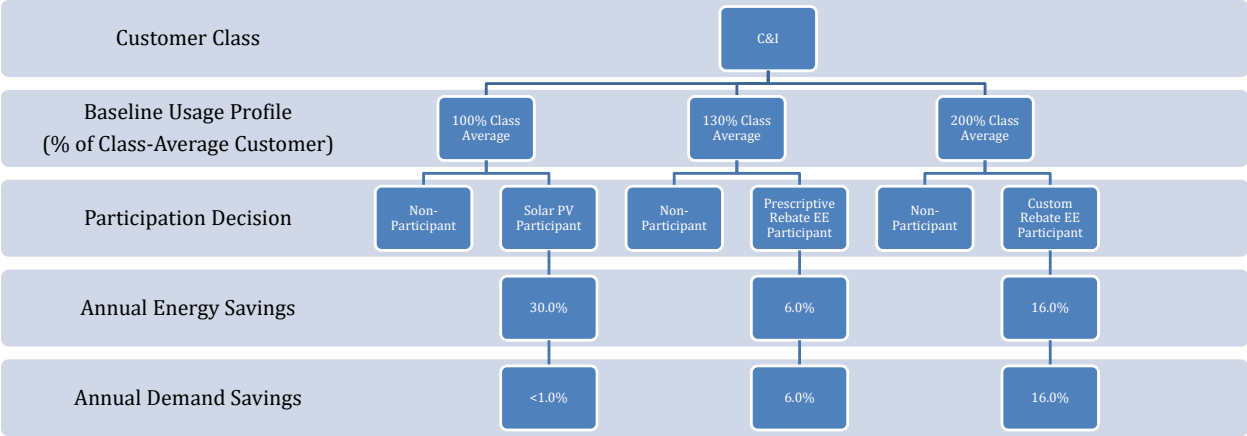 Customer Class
C&I
Baseline Usage Profile
(% of Class-Average Customer)
100% Class
Average
130% Class
Average
200% Class
Average
Participation Decision
Non-
Participant
Solar PV
Participant
Non-
Participant
Prescriptive
Rebate EE
Participant
Non-
Participant
Custom
Rebate EE
Participant
Annual Energy Savings
30.0%
6.0%
16.0%
Annual Demand Savings
<1.0%
6.0%
16.0%